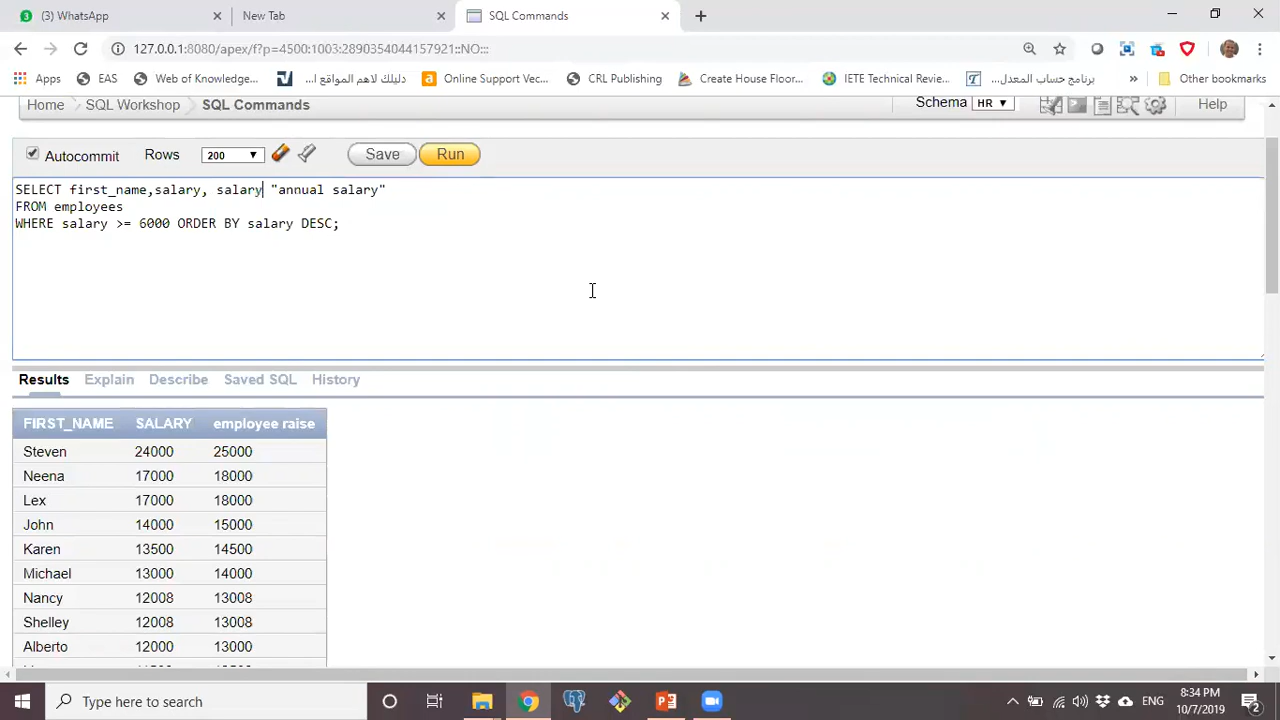 (3) WhatsApp
New Tab
SQL Commands
127.0.0.1:8080/apex/f?p=4500:1003:2890354044157921::NO:::
Apps
EAS
Web of Knowledge...
دليلك لاهم المواقع ا...
Online Support Vec...
CRL Publishing
Create House Floor...
IETE Technical Revie...
برنامج حساب المعدل...
»
Other bookmarks
Home
SQL Workshop
SQL Commands
Schema HR
Help
Autocommit
Rows 200
Save
Run
SELECT first_name,salary, salary "annual salary"
FROM employees
WHERE salary >= 6000 ORDER BY salary DESC;
Results Explain Describe Saved SQL History
FIRST_NAME SALARY employee raise
Steven 24000 25000
Neena 17000 18000
Lex 17000 18000
John 14000 15000
Karen 13500 14500
Michael 13000 14000
Nancy 12008 13008
Shelley 12008 13008
Alberto 12000 13000
Type here to search
ENG
8:34 PM
10/7/2019
2